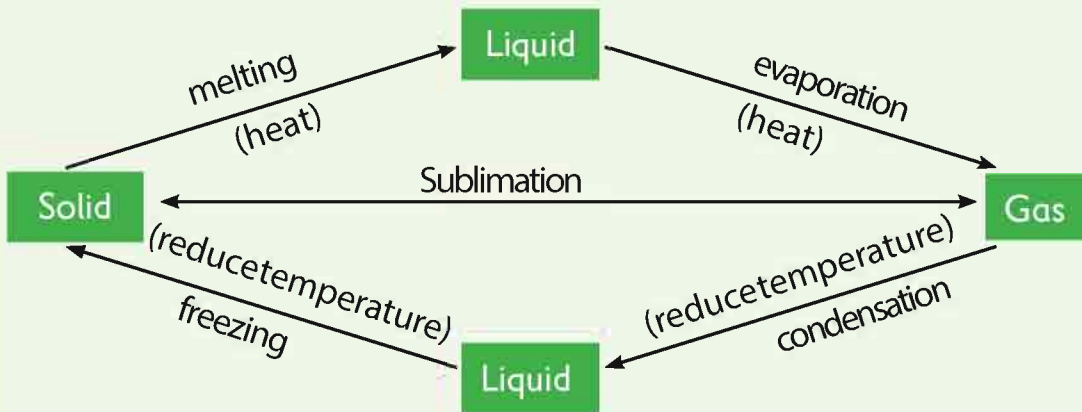 Liquid
melting
(heat)
evaporation
(heat)
Solid
Sublimation
Gas
(reducetemperature)
freezing
(reducetemperature)
condensation
Liquid